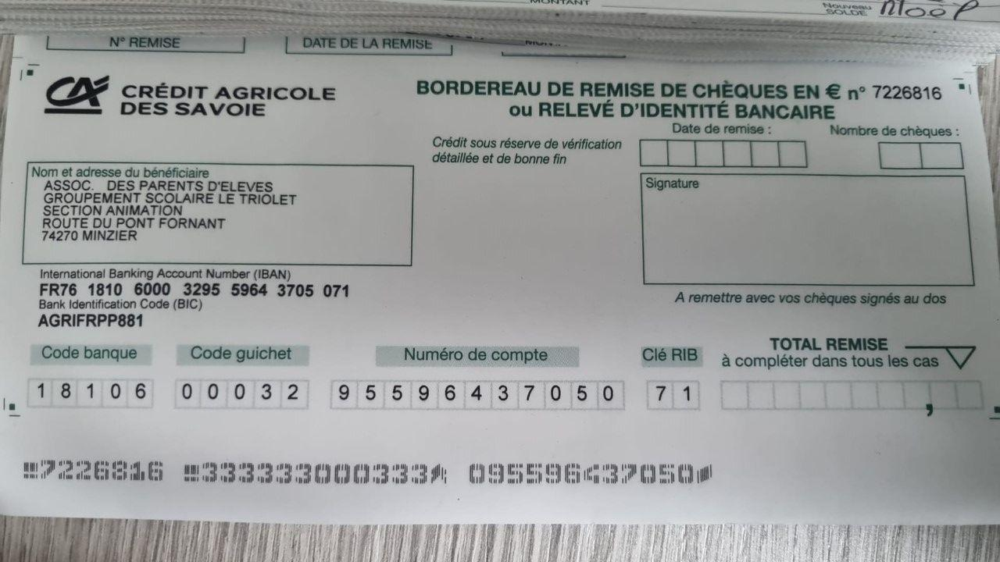 MONTANT
Nouveau
SOLDE
N° REMISE
DATE DE LA REMISE
CRÉDIT AGRICOLE
DES SAVOIE
BORDEREAU DE REMISE DE CHÈQUES EN € n° 7226816
ou RELEVÉ D'IDENTITÉ BANCAIRE
Crédit sous réserve de vérification
détaillée et de bonne fin
Date de remise :
Nombre de chèques :
Nom et adresse du bénéficiaire
ASSOC. DES PARENTS D'ELEVES
GROUPEMENT SCOLAIRE LE TRIOLET
SECTION ANIMATION
ROUTE DU PONT FORNANT
74270 MINZIER
Signature
International Banking Account Number (IBAN)
FR76 1810 6000 3295 5964 3705 071
Bank Identification Code (BIC)
AGRIFRPP881
A remettre avec vos chèques signés au dos
Code banque
Code guichet
Numéro de compte
Clé RIB
TOTAL REMISE
à compléter dans tous les cas
18106 00032 95596437050 71 ,
7226816 333333000333 095596437050